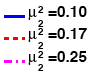 μ₂² =0.10
μ₂² =0.17
μ₂² =0.25